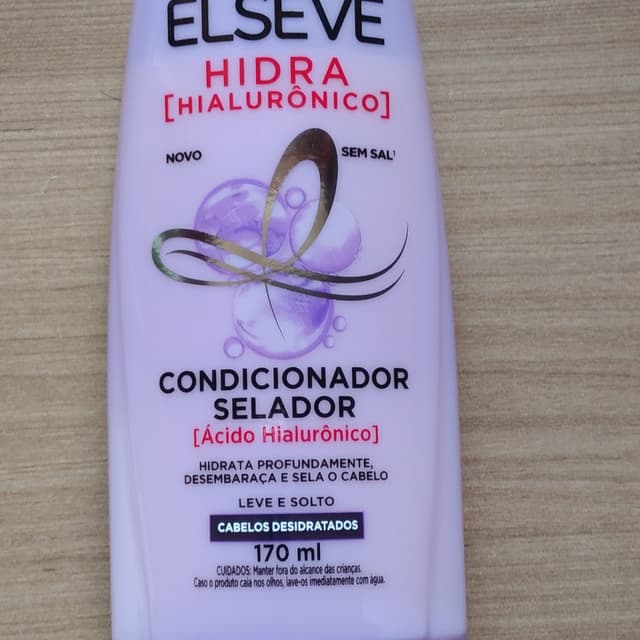 ELSEVE
HIDRA
[HIALURÔNICO]
NOVO
SEM SAL¹
CONDICIONADOR
SELADOR
[Ácido Hialurônico]
HIDRATA PROFUNDAMENTE,
DESEMBARAÇA E SELA O CABELO
LEVE E SOLTO
CABELOS DESIDRATADOS
170 ml
CUIDADOS: Manter fora do alcance das crianças.
Caso o produto caia nos olhos, lave-os imediatamente com água.